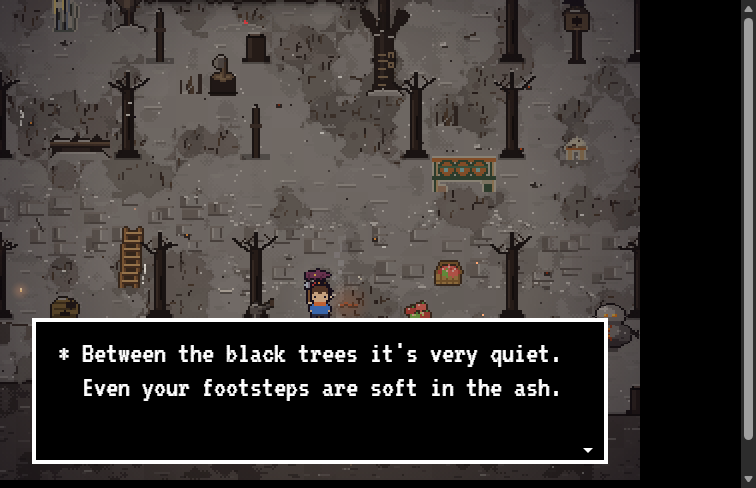 * Between the black trees it's very quiet.
Even your footsteps are soft in the ash.